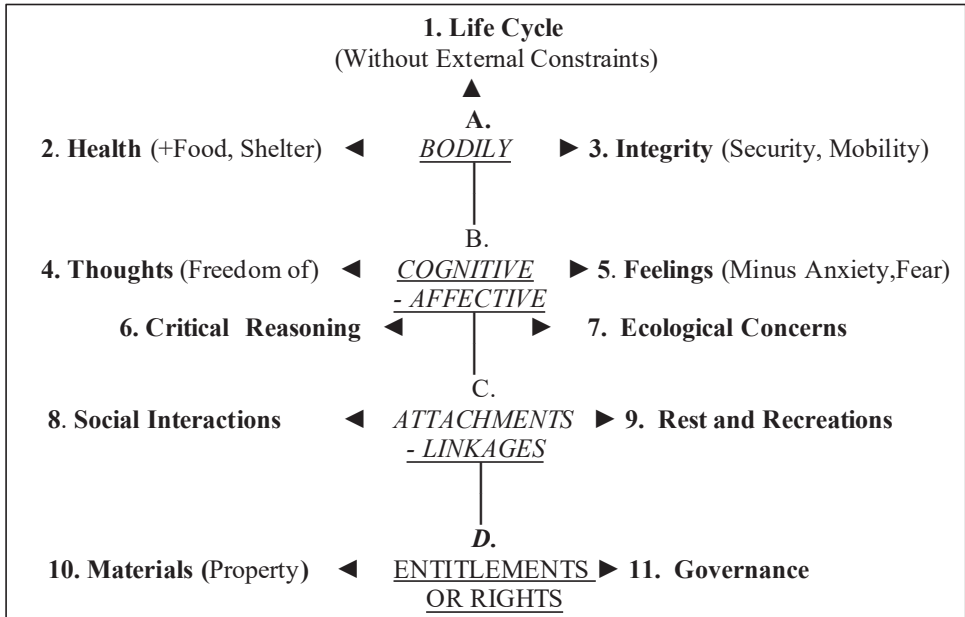 1. Life Cycle
(Without External Constraints)
A.
2. Health (+Food, Shelter) ◄ BODILY ► 3. Integrity (Security, Mobility)
B.
4. Thoughts (Freedom of) ◄ COGNITIVE ► 5. Feelings (Minus Anxiety,Fear)
- AFFECTIVE
6. Critical Reasoning ◄ ► 7. Ecological Concerns
C.
8. Social Interactions ◄ ATTACHMENTS ► 9. Rest and Recreations
- LINKAGES
D.
10. Materials (Property) ◄ ENTITLEMENTS ► 11. Governance
OR RIGHTS